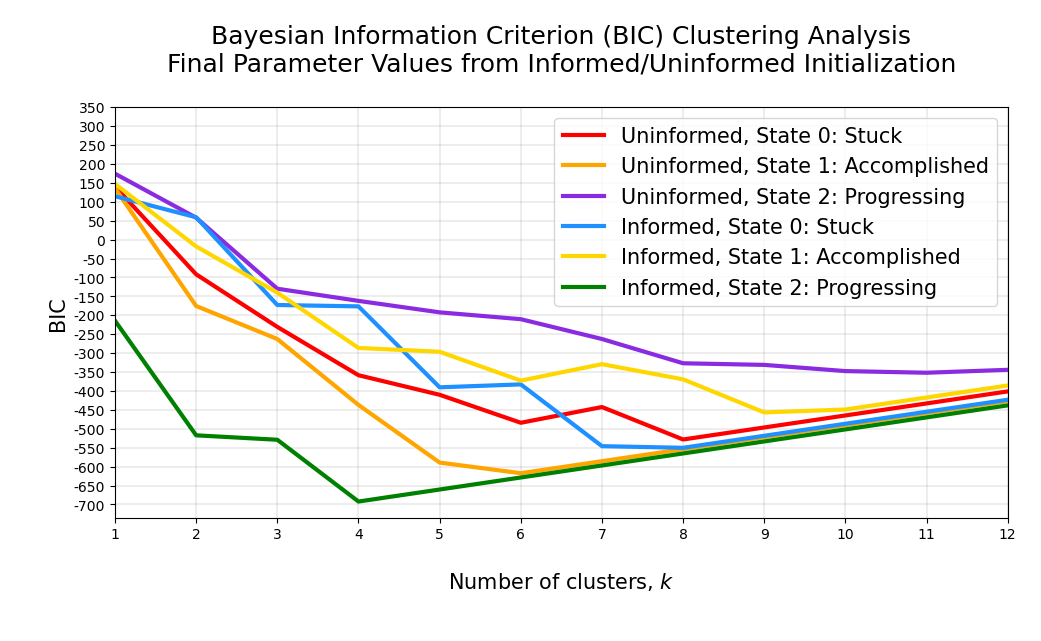 Bayesian Information Criterion (BIC) Clustering Analysis
Final Parameter Values from Informed/Uninformed Initialization
350
300
250
200
150
100
50
0
-50
-100
-150
-200
-250
-300
-350
-400
-450
-500
-550
-600
-650
-700
BIC
Uninformed, State 0: Stuck
Uninformed, State 1: Accomplished
Uninformed, State 2: Progressing
Informed, State 0: Stuck
Informed, State 1: Accomplished
Informed, State 2: Progressing
1 2 3 4 5 6 7 8 9 10 11 12
Number of clusters, k